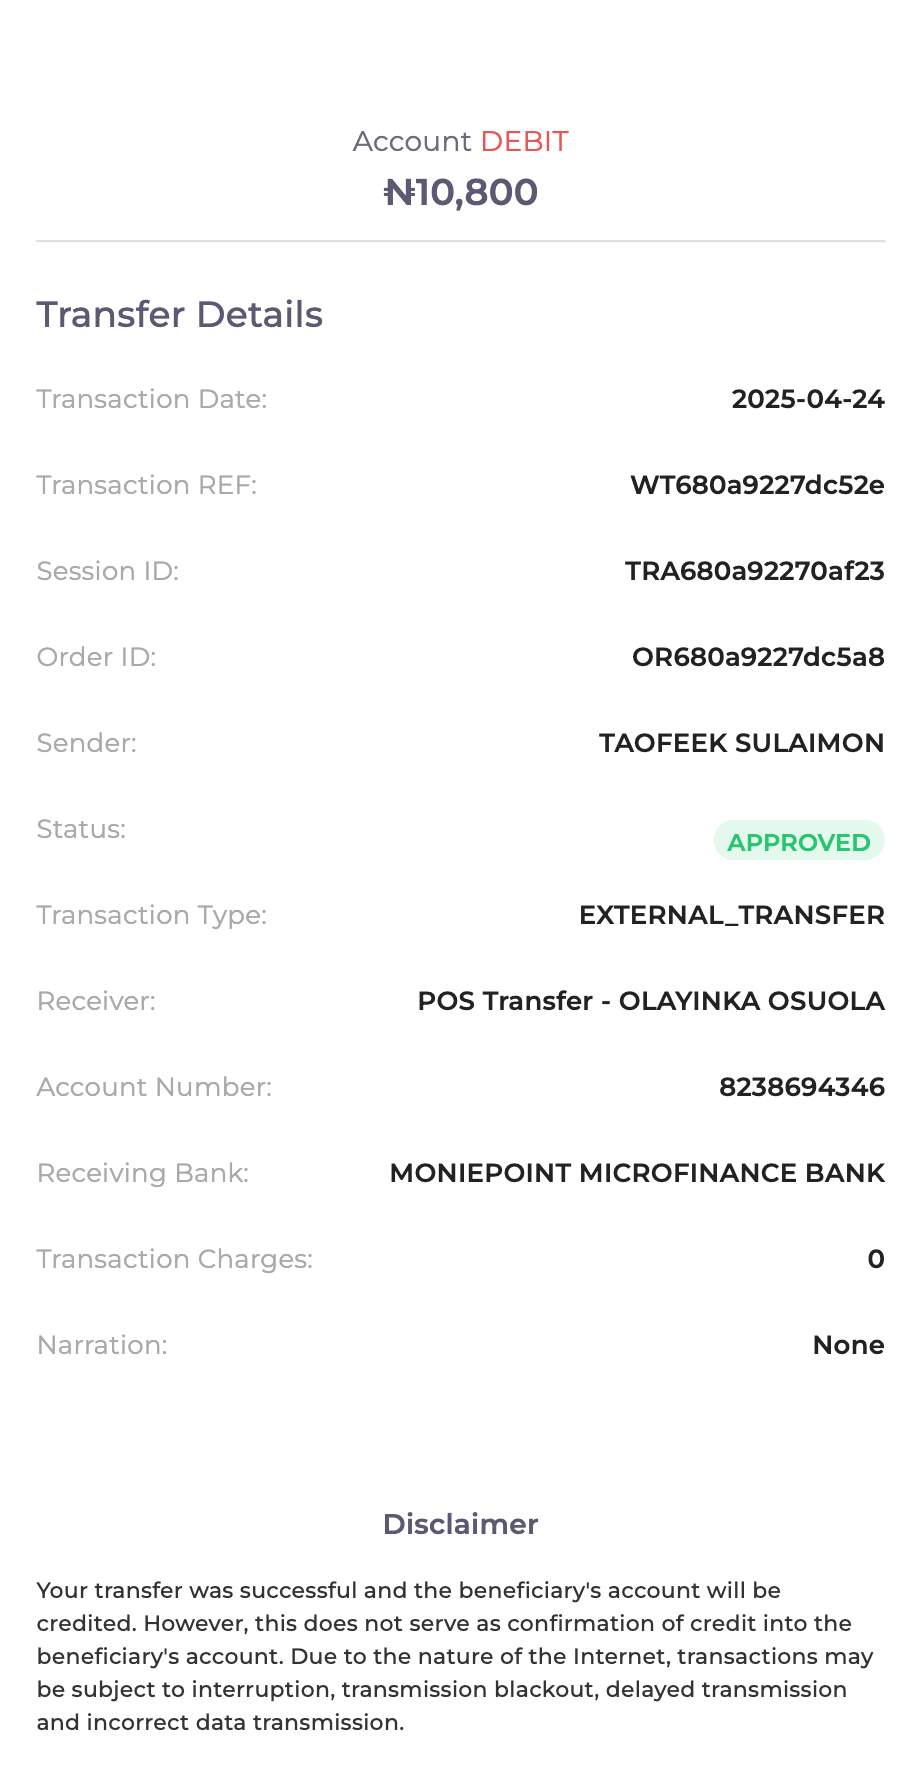 Account DEBIT
₦10,800
Transfer Details
Transaction Date: 2025-04-24
Transaction REF: WT680a9227dc52e
Session ID: TRA680a92270af23
Order ID: OR680a9227dc5a8
Sender: TAOFEEK SULAIMON
Status: APPROVED
Transaction Type: EXTERNAL_TRANSFER
Receiver: POS Transfer - OLAYINKA OSUOLA
Account Number: 8238694346
Receiving Bank: MONIEPOINT MICROFINANCE BANK
Transaction Charges: 0
Narration: None
Disclaimer
Your transfer was successful and the beneficiary's account will be
credited. However, this does not serve as confirmation of credit into the
beneficiary's account. Due to the nature of the Internet, transactions may
be subject to interruption, transmission blackout, delayed transmission
and incorrect data transmission.